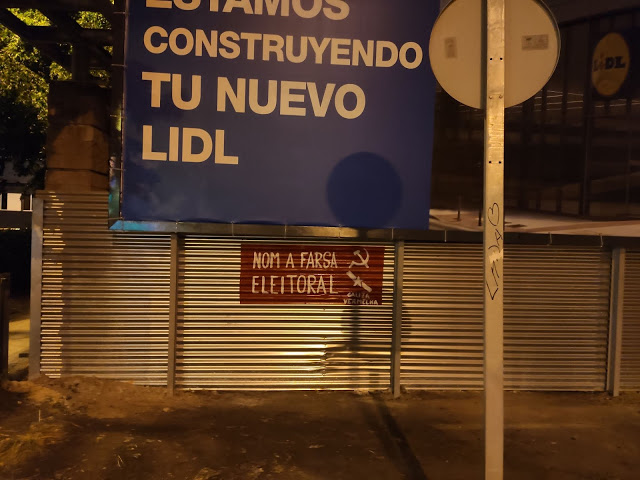 ESTAMOS
CONSTRUYENDO
TU NUEVO
LIDL
LIDL
NOM A FARSA
ELEITORAL
GALIZA
VERMELHA